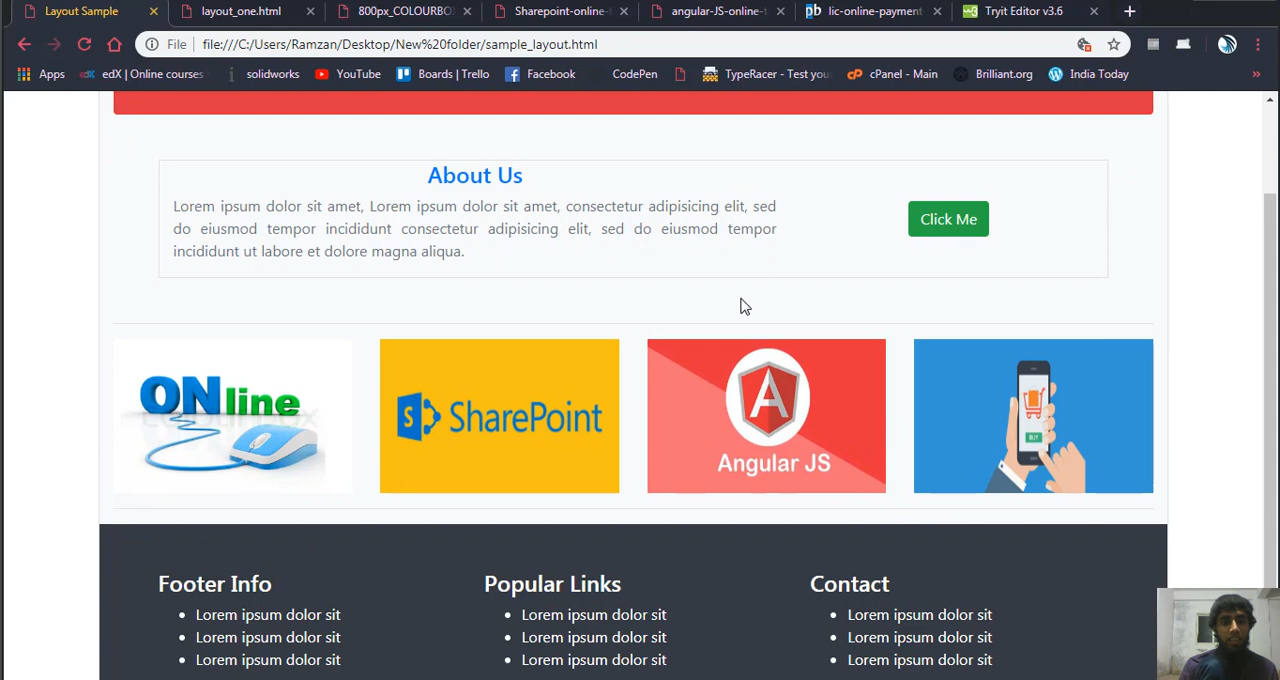 Layout Sample
layout_one.html
800px_COLOURBO
Sharepoint-online-
angular-JS-online-
lic-online-payment
Tryit Editor v3.6
File
file:///C:/Users/Ramzan/Desktop/New%20folder/sample_layout.html
Apps
edX | Online courses
solidworks
YouTube
Boards | Trello
Facebook
CodePen
TypeRacer - Test you
cP
cPanel - Main
Brilliant.org
India Today
About Us
Lorem ipsum dolor sit amet, Lorem ipsum dolor sit amet, consectetur adipisicing elit, sed
do eiusmod tempor incididunt consectetur adipisicing elit, sed do eiusmod tempor
incididunt ut labore et dolore magna aliqua.
Click Me
ONline
S SharePoint
A
Angular JS
BUY
Footer Info
Lorem ipsum dolor sit
Lorem ipsum dolor sit
Lorem ipsum dolor sit
Popular Links
Lorem ipsum dolor sit
Lorem ipsum dolor sit
Lorem ipsum dolor sit
Contact
Lorem ipsum dolor sit
Lorem ipsum dolor sit
Lorem ipsum dolor sit